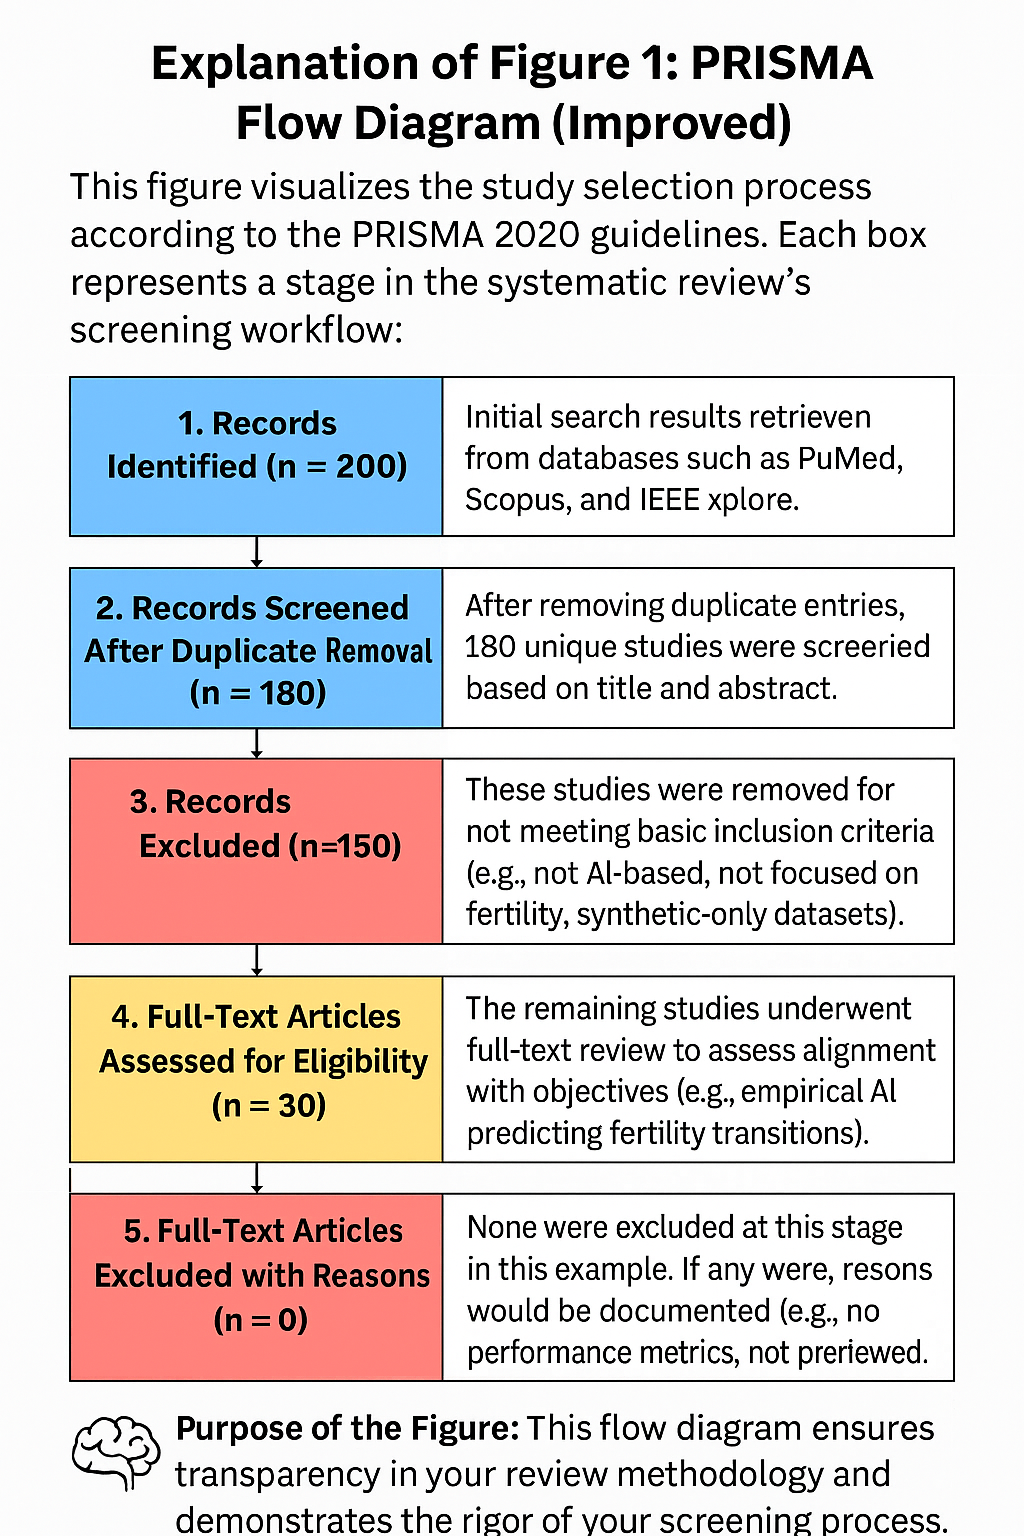 Explanation of Figure 1: PRISMA
Flow Diagram (Improved)
This figure visualizes the study selection process
according to the PRISMA 2020 guidelines. Each box
represents a stage in the systematic review’s
screening workflow:
1. Records
Identified (n = 200)
Initial search results retrieven
from databases such as PuMed,
Scopus, and IEEE xplore.
2. Records Screened
After Duplicate Removal
(n = 180)
After removing duplicate entries,
180 unique studies were screeried
based on title and abstract.
3. Records
Excluded (n=150)
These studies were removed for
not meeting basic inclusion criteria
(e.g., not AI-based, not focused on
fertility, synthetic-only datasets).
4. Full-Text Articles
Assessed for Eligibility
(n = 30)
The remaining studies underwent
full-text review to assess alignment
with objectives (e.g., empirical AI
predicting fertility transitions).
5. Full-Text Articles
Excluded with Reasons
(n = 0)
None were excluded at this stage
in this example. If any were, resons
would be documented (e.g., no
performance metrics, not preriewed.
Purpose of the Figure: This flow diagram ensures
transparency in your review methodology and
demonstrates the rigor of your screening process.